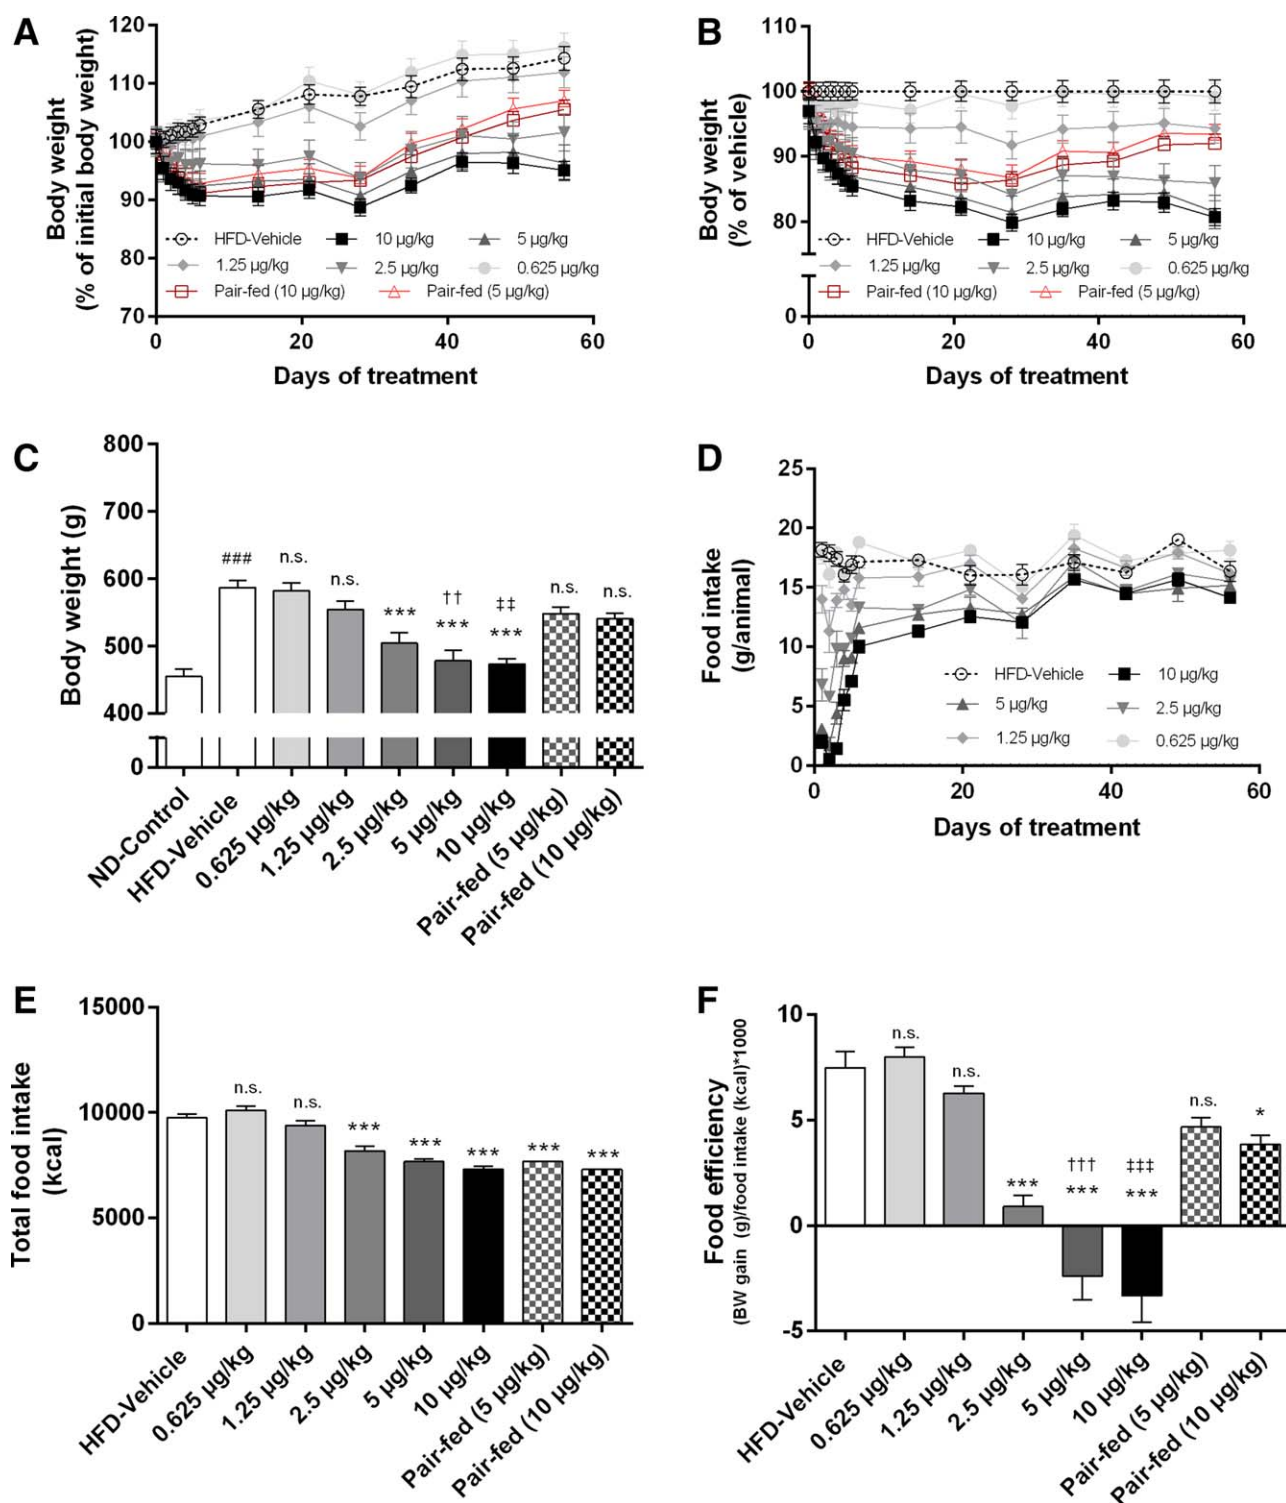 A
Body weight
(% of initial body weight)
120
110
100
90
80
70
0
20
40
60
Days of treatment
HFD-Vehicle
10 µg/kg
5 µg/kg
1.25 µg/kg
2.5 µg/kg
0.625 µg/kg
Pair-fed (10 µg/kg)
Pair-fed (5 µg/kg)
B
Body weight
(% of vehicle)
110
100
90
80
0
0
20
40
60
Days of treatment
HFD-Vehicle
10 µg/kg
5 µg/kg
1.25 µg/kg
2.5 µg/kg
0.625 µg/kg
Pair-fed (10 µg/kg)
Pair-fed (5 µg/kg)
C
Body weight (g)
800
700
600
500
400
0
###
n.s.
n.s.
***
††
***
‡‡
***
n.s.
n.s.
ND-Control
HFD-Vehicle
0.625 µg/kg
1.25 µg/kg
2.5 µg/kg
5 µg/kg
10 µg/kg
Pair-fed (5 µg/kg)
Pair-fed (10 µg/kg)
D
Food intake
(g/animal)
25
20
15
10
5
0
0
20
40
60
Days of treatment
HFD-Vehicle
10 µg/kg
5 µg/kg
2.5 µg/kg
1.25 µg/kg
0.625 µg/kg
E
Total food intake
(kcal)
15000
10000
5000
0
n.s.
n.s.
***
***
***
***
***
HFD-Vehicle
0.625 µg/kg
1.25 µg/kg
2.5 µg/kg
5 µg/kg
10 µg/kg
Pair-fed (5 µg/kg)
Pair-fed (10 µg/kg)
F
Food efficiency
(BW gain (g)/food intake (kcal)*1000
10
5
0
-5
n.s.
n.s.
***
†††
***
‡‡‡
***
n.s.
*
HFD-Vehicle
0.625 µg/kg
1.25 µg/kg
2.5 µg/kg
5 µg/kg
10 µg/kg
Pair-fed (5 µg/kg)
Pair-fed (10 µg/kg)